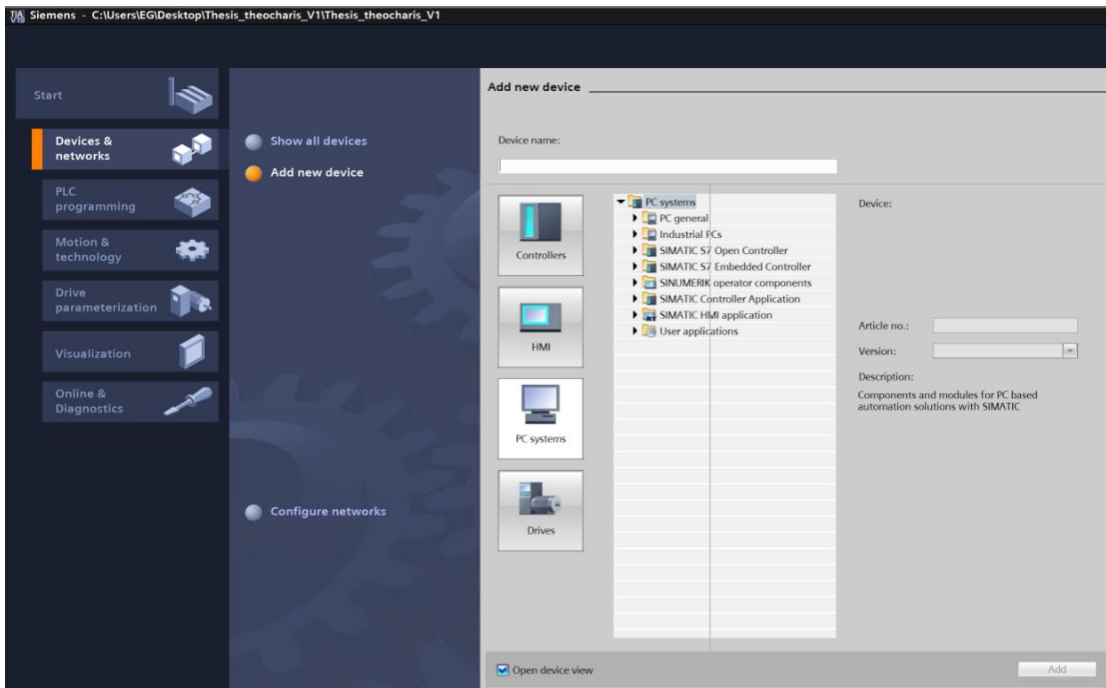 Siemens - C:\Users\EG\Desktop\Thesis_theocharis_V1\Thesis_theocharis_V1
Start
Devices &
networks
PLC
programming
Motion &
technology
Drive
parameterization
Visualization
Online &
Diagnostics
Show all devices
Add new device
Configure networks
Add new device
Device name:
Controllers
HMI
PC systems
Drives
PC systems
PC general
Industrial PCs
SIMATIC S7 Open Controller
SIMATIC S7 Embedded Controller
SINUMERIK operator components
SIMATIC Controller Application
SIMATIC HMI application
User applications
Device:
Article no.:
Version:
Description:
Components and modules for PC based
automation solutions with SIMATIC
Open device view
Add